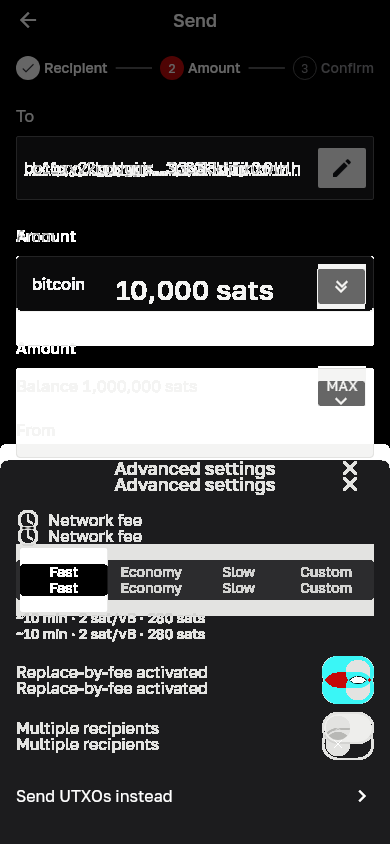 Send
Recipient 2 Amount 3 Confirm
To
Amount
bitcoin 10,000 sats
Amount
Balance 1,000,000 sats MAX
From
Advanced settings
Advanced settings
Network fee
Network fee
Fast Economy Slow Custom
Fast Economy Slow Custom
~10 min · 2 sat/vB · 280 sats
~10 min · 2 sat/vB · 280 sats
Replace-by-fee activated
Replace-by-fee activated
Multiple recipients
Multiple recipients
Send UTXOs instead